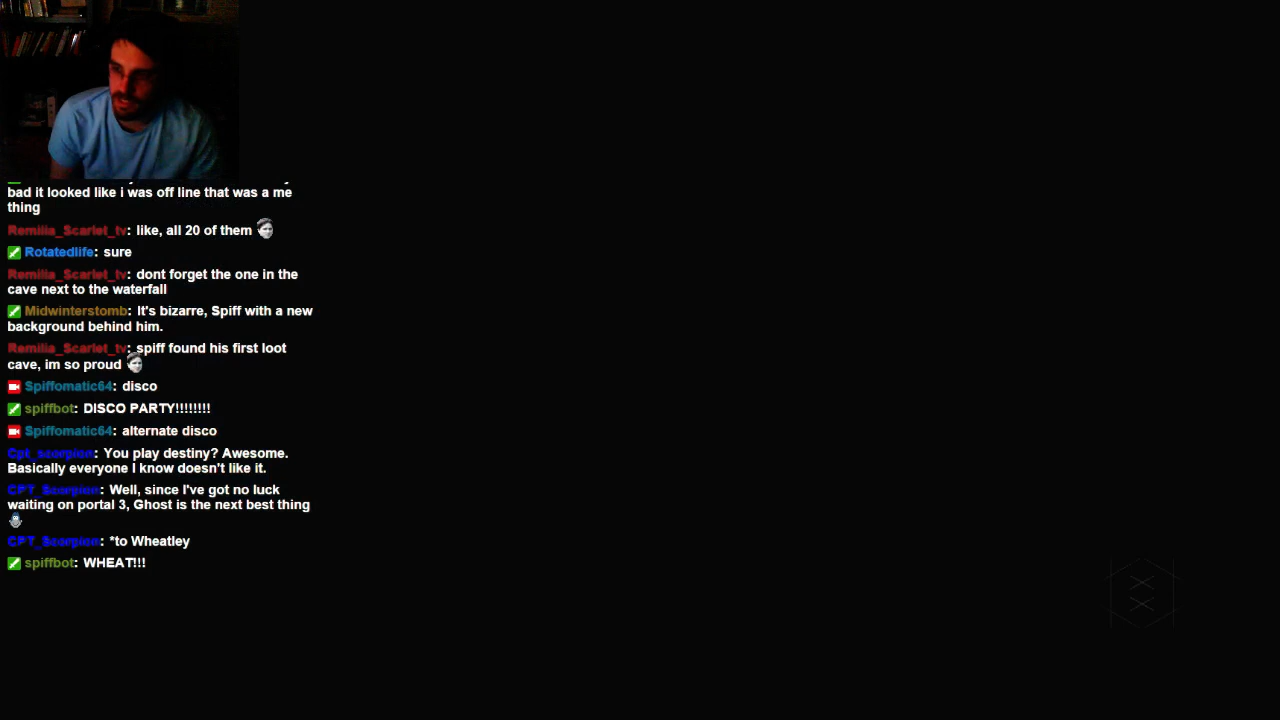 bad it looked like i was off line that was a me
thing
Remilia_Scarlet_tv: like, all 20 of them
Rotatedlife: sure
Remilia_Scarlet_tv: dont forget the one in the
cave next to the waterfall
Midwinterstomb: It's bizarre, Spiff with a new
background behind him.
Remilia_Scarlet_tv: spiff found his first loot
cave, im so proud
Spiffomatic64: disco
spiffbot: DISCO PARTY!!!!!!!!
Spiffomatic64: alternate disco
Cpt_scorpion: You play destiny? Awesome.
Basically everyone I know doesn't like it.
CPT_Scorpion: Well, since I've got no luck
waiting on portal 3, Ghost is the next best thing
CPT_Scorpion: *to Wheatley
spiffbot: WHEAT!!!